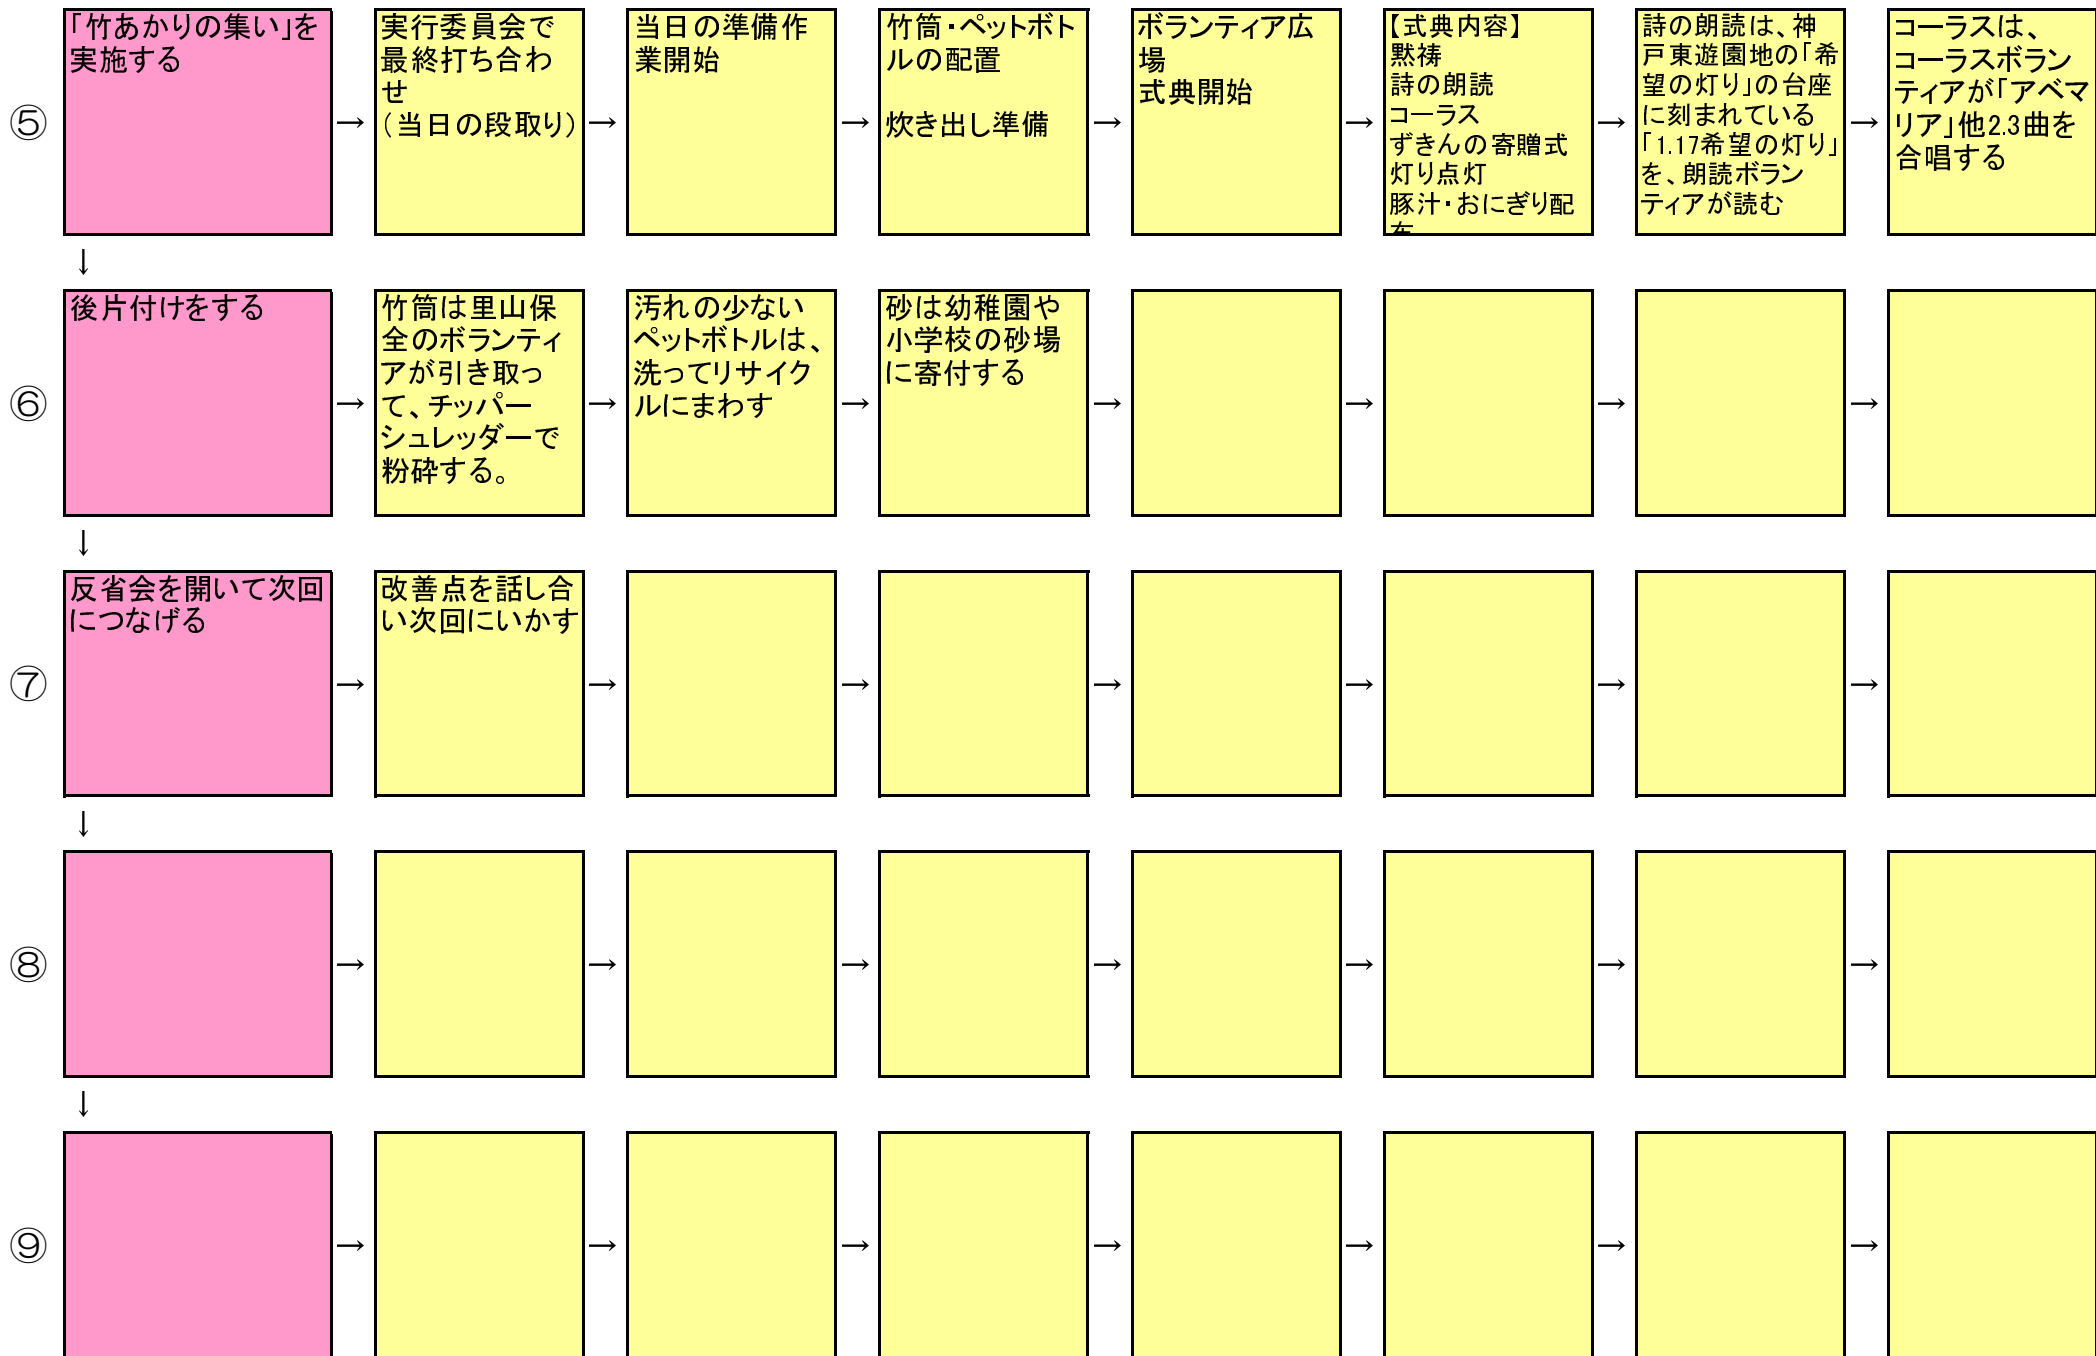 ⑤
「竹あかりの集い」を
実施する
→
実行委員会で
最終打ち合わ
せ
（当日の段取り）
→
当日の準備作
業開始
→
竹筒・ペットボト
ルの配置
炊き出し準備
→
ボランティア広
場
式典開始
→
【式典内容】
黙祷
詩の朗読
コーラス
ずきんの寄贈式
灯り点灯
豚汁・おにぎり配
布
→
詩の朗読は、神
戸東遊園地の「希
望の灯り」の台座
に刻まれている
「1.17希望の灯り」
を、朗読ボラン
ティアが読む
→
コーラスは、
コーラスボラン
ティアが「アベマ
リア」他2.3曲を
合唱する
↓
⑥
後片付けをする
→
竹筒は里山保
全のボランティ
アが引き取っ
て、チッパー
シュレッダーで
粉砕する。
→
汚れの少ない
ペットボトルは、
洗ってリサイク
ルにまわす
→
砂は幼稚園や
小学校の砂場
に寄付する
→
→
→
→
↓
⑦
反省会を開いて次回
につなげる
→
改善点を話し合
い次回にいかす
→
→
→
→
→
→
↓
⑧
→
→
→
→
→
→
→
↓
⑨
→
→
→
→
→
→
→